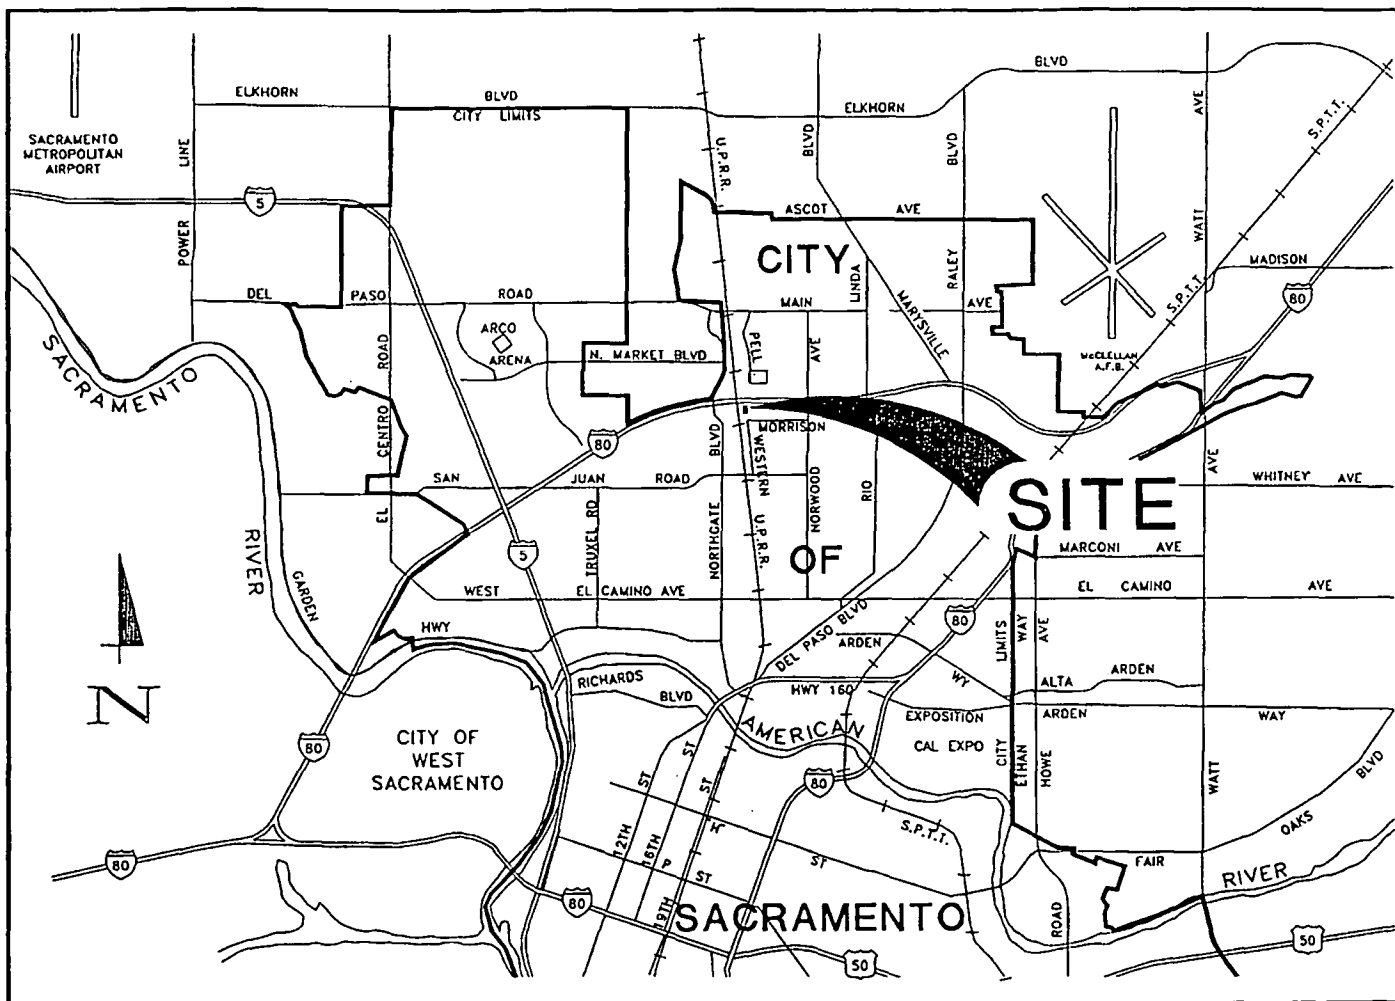 ELKHORN BLVD
CITY LIMITS
ELKHORN
BLVD
SACRAMENTO
METROPOLITAN
AIRPORT
POWER LINE
5
U.P.R.R.
BLVD
BLVD
AVE
S.P.T.T.
ASCOT AVE
CITY
LINDA
RALEY
WATT
MADISON
DEL PASO ROAD
MAIN AVE
MARYSVILLE
S.P.T.T.
80
ARCO
ARENA
N. MARKET BLVD
PELL
AVE
McCLELLAN
A.F.B.
SACRAMENTO
ROAD
EL CENTRO
80
BLVD
MORRISON
WESTERN
SAN JUAN ROAD
NORWOOD
RIO
AVE
WHITNEY AVE
SITE
RIVER
TRUXEL RD
NORTHGATE
U.P.R.R.
OF
MARCONI AVE
5
GARDEN
HWY
WEST EL CAMINO AVE
EL CAMINO AVE
DEL PASO BLVD
80
ARDEN
WY
LIMITS
WAY
AVE
N
RICHARDS
BLVD
HWY 160
ALTA ARDEN
EXPOSITION
ARDEN WAY
AMERICAN
CAL EXPO
CITY
ETHAN
HOWE
WATT
BLVD
80
CITY OF
WEST
SACRAMENTO
ST
ST
80
12TH
16TH
H
ST
S.P.T.T.
OAKS
FAIR
80
P
ST
RIVER
80
19TH
SACRAMENTO
ROAD
50
50